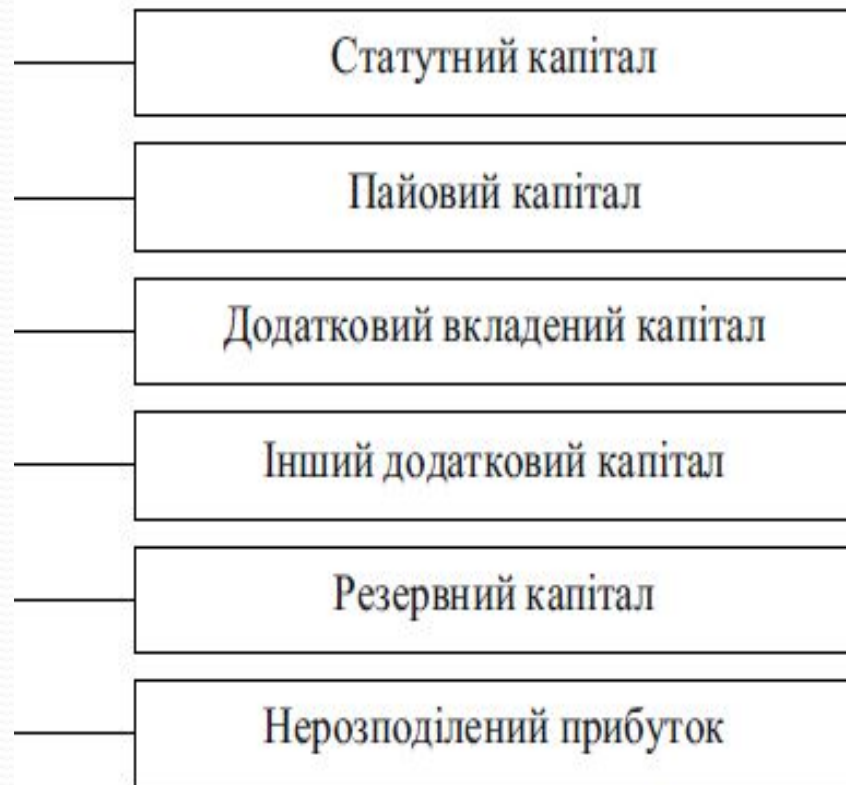 Статутний капітал
Пайовий капітал
Додатковий вкладений капітал
Інший додатковий капітал
Резервний капітал
Нерозподілений прибуток